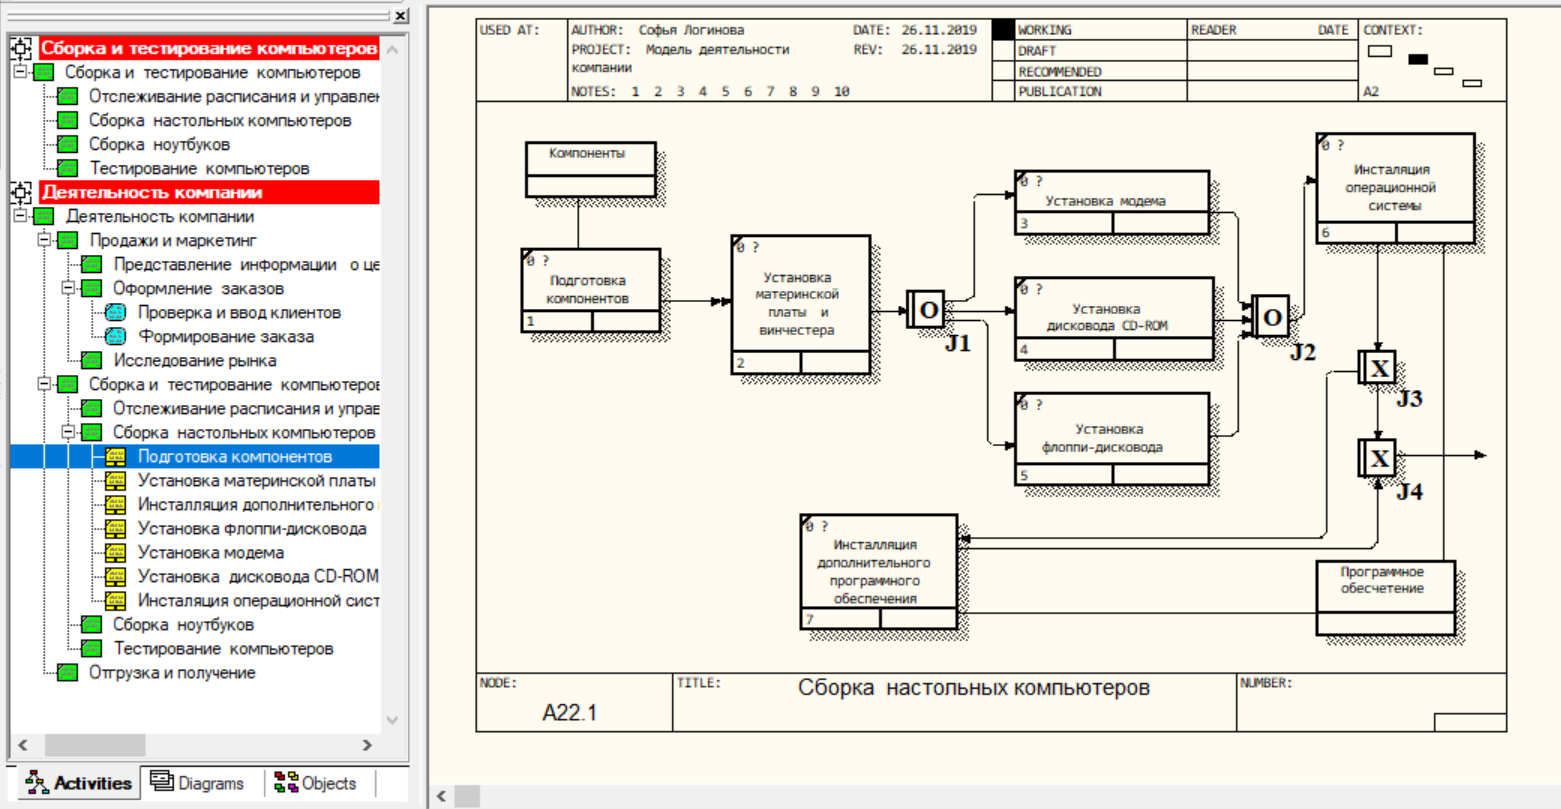 Сборка и тестирование компьютеров
Сборка и тестирование компьютеров
Отслеживание расписания и управлен
Сборка настольных компьютеров
Сборка ноутбуков
Тестирование компьютеров
Деятельность компании
Деятельность компании
Продажи и маркетинг
Представление информации о це
Оформление заказов
Проверка и ввод клиентов
Формирование заказа
Исследование рынка
Сборка и тестирование компьютеров
Отслеживание расписания и управ
Сборка настольных компьютеров
Подготовка компонентов
Установка материнской платы
Инсталляция дополнительного
Установка флоппи-дисковода
Установка модема
Установка дисковода CD-ROM
Инсталяция операционной сист
Сборка ноутбуков
Тестирование компьютеров
Отгрузка и получение
Activities Diagrams Objects
USED AT:
AUTHOR: Софья Логинова
DATE: 26.11.2019
PROJECT: Модель деятельности
компании
REV: 26.11.2019
NOTES: 1 2 3 4 5 6 7 8 9 10
WORKING
DRAFT
RECOMMENDED
PUBLICATION
READER DATE
CONTEXT:
A2
Компоненты
0 ?
Подготовка
компонентов
1
0 ?
Установка
материнской
платы и
винчестера
2
O
J1
0 ?
Установка модема
3
0 ?
Установка
дисковода CD-ROM
4
0 ?
Установка
флоппи-дисковода
5
O
J2
0 ?
Инсталяция
операционной
системы
6
X
J3
X
J4
0 ?
Инсталляция
дополнительного
программного
обеспечения
7
Программное
обесчетение
NODE:
A22.1
TITLE:
Сборка настольных компьютеров
NUMBER: